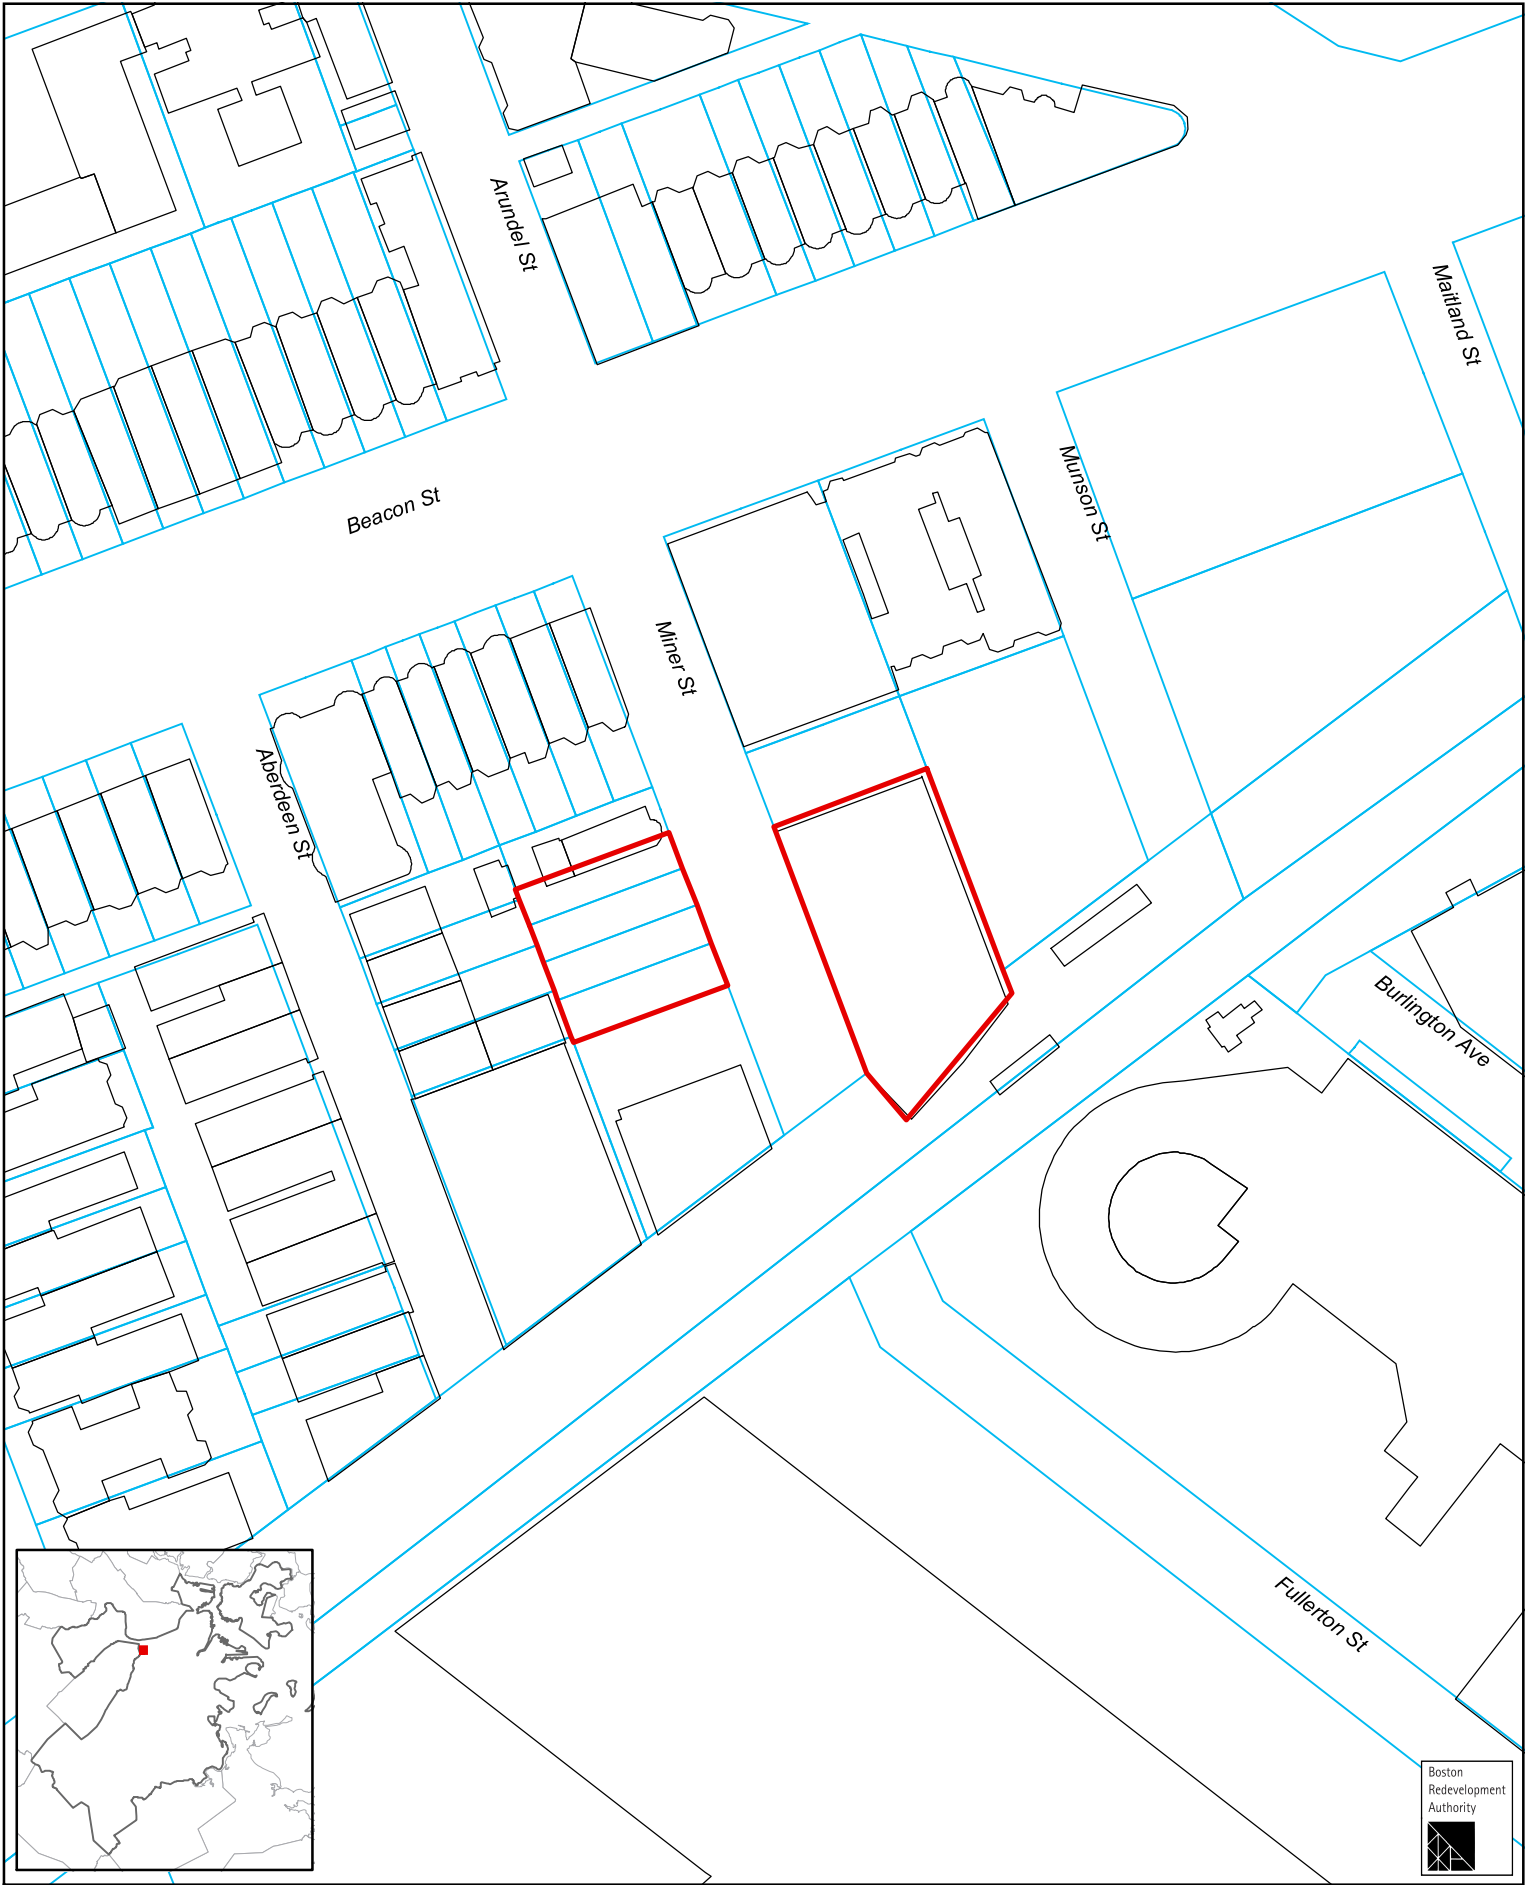 Arundel St
Maitland St
Munson St
Beacon St
Miner St
Aberdeen St
Burlington Ave
Fullerton St
Boston
Redevelopment
Authority